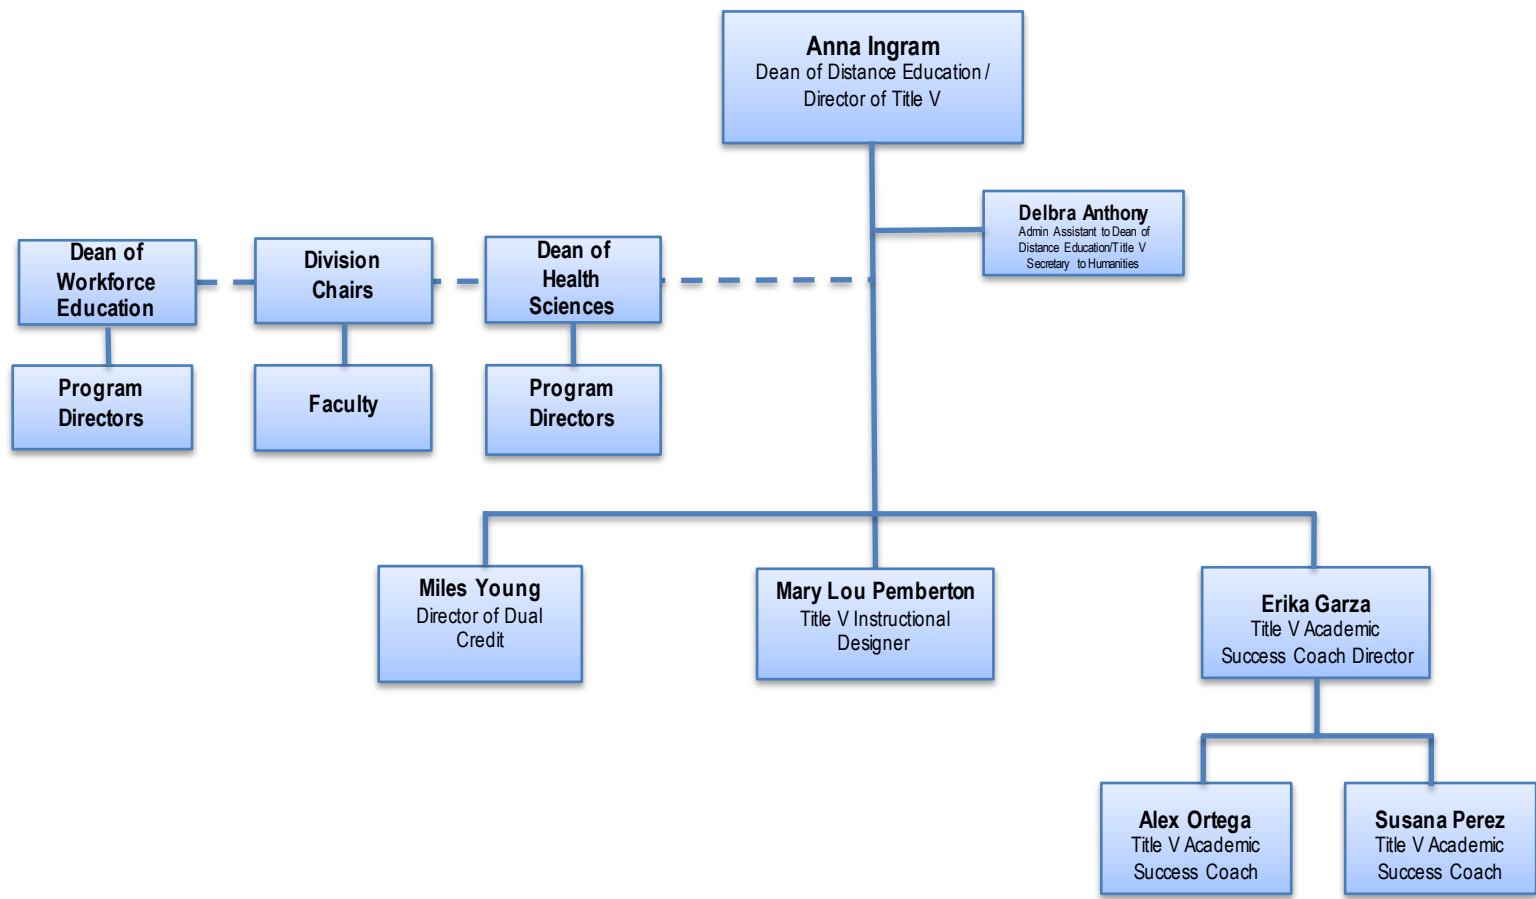 Anna Ingram
Dean of Distance Education /
Director of Title V
Delbra Anthony
Admin Assistant to Dean of
Distance Education/Title V
Secretary to Humanities
Dean of
Workforce
Education
Division
Chairs
Dean of
Health
Sciences
Program
Directors
Faculty
Program
Directors
Miles Young
Director of Dual
Credit
Mary Lou Pemberton
Title V Instructional
Designer
Erika Garza
Title V Academic
Success Coach Director
Alex Ortega
Title V Academic
Success Coach
Susana Perez
Title V Academic
Success Coach